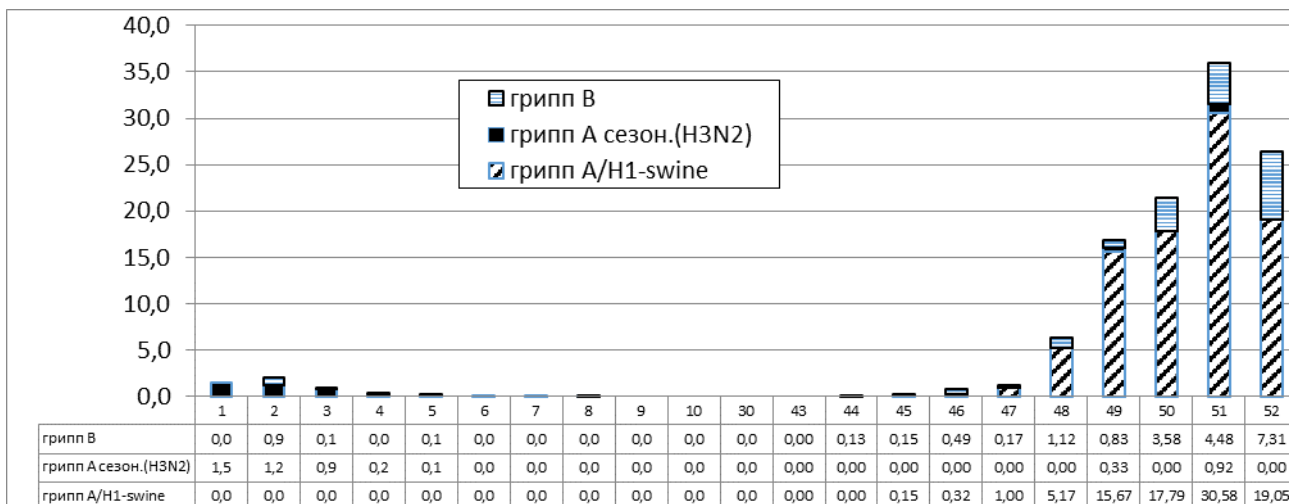 40,0
35,0
30,0
25,0
20,0
15,0
10,0
5,0
0,0
грипп В
грипп А сезон.(H3N2)
грипп A/H1-swine
1 2 3 4 5 6 7 8 9 10 30 43 44 45 46 47 48 49 50 51 52
грипп В 0,0 0,9 0,1 0,0 0,1 0,0 0,0 0,0 0,0 0,0 0,0 0,00 0,13 0,15 0,49 0,17 1,12 0,83 3,58 4,48 7,31
грипп А сезон.(H3N2) 1,5 1,2 0,9 0,2 0,1 0,0 0,0 0,0 0,0 0,0 0,0 0,00 0,00 0,00 0,00 0,00 0,00 0,33 0,00 0,92 0,00
грипп A/H1-swine 0,0 0,0 0,0 0,0 0,0 0,0 0,0 0,0 0,0 0,0 0,0 0,00 0,00 0,15 0,32 1,00 5,17 15,67 17,79 30,58 19,05